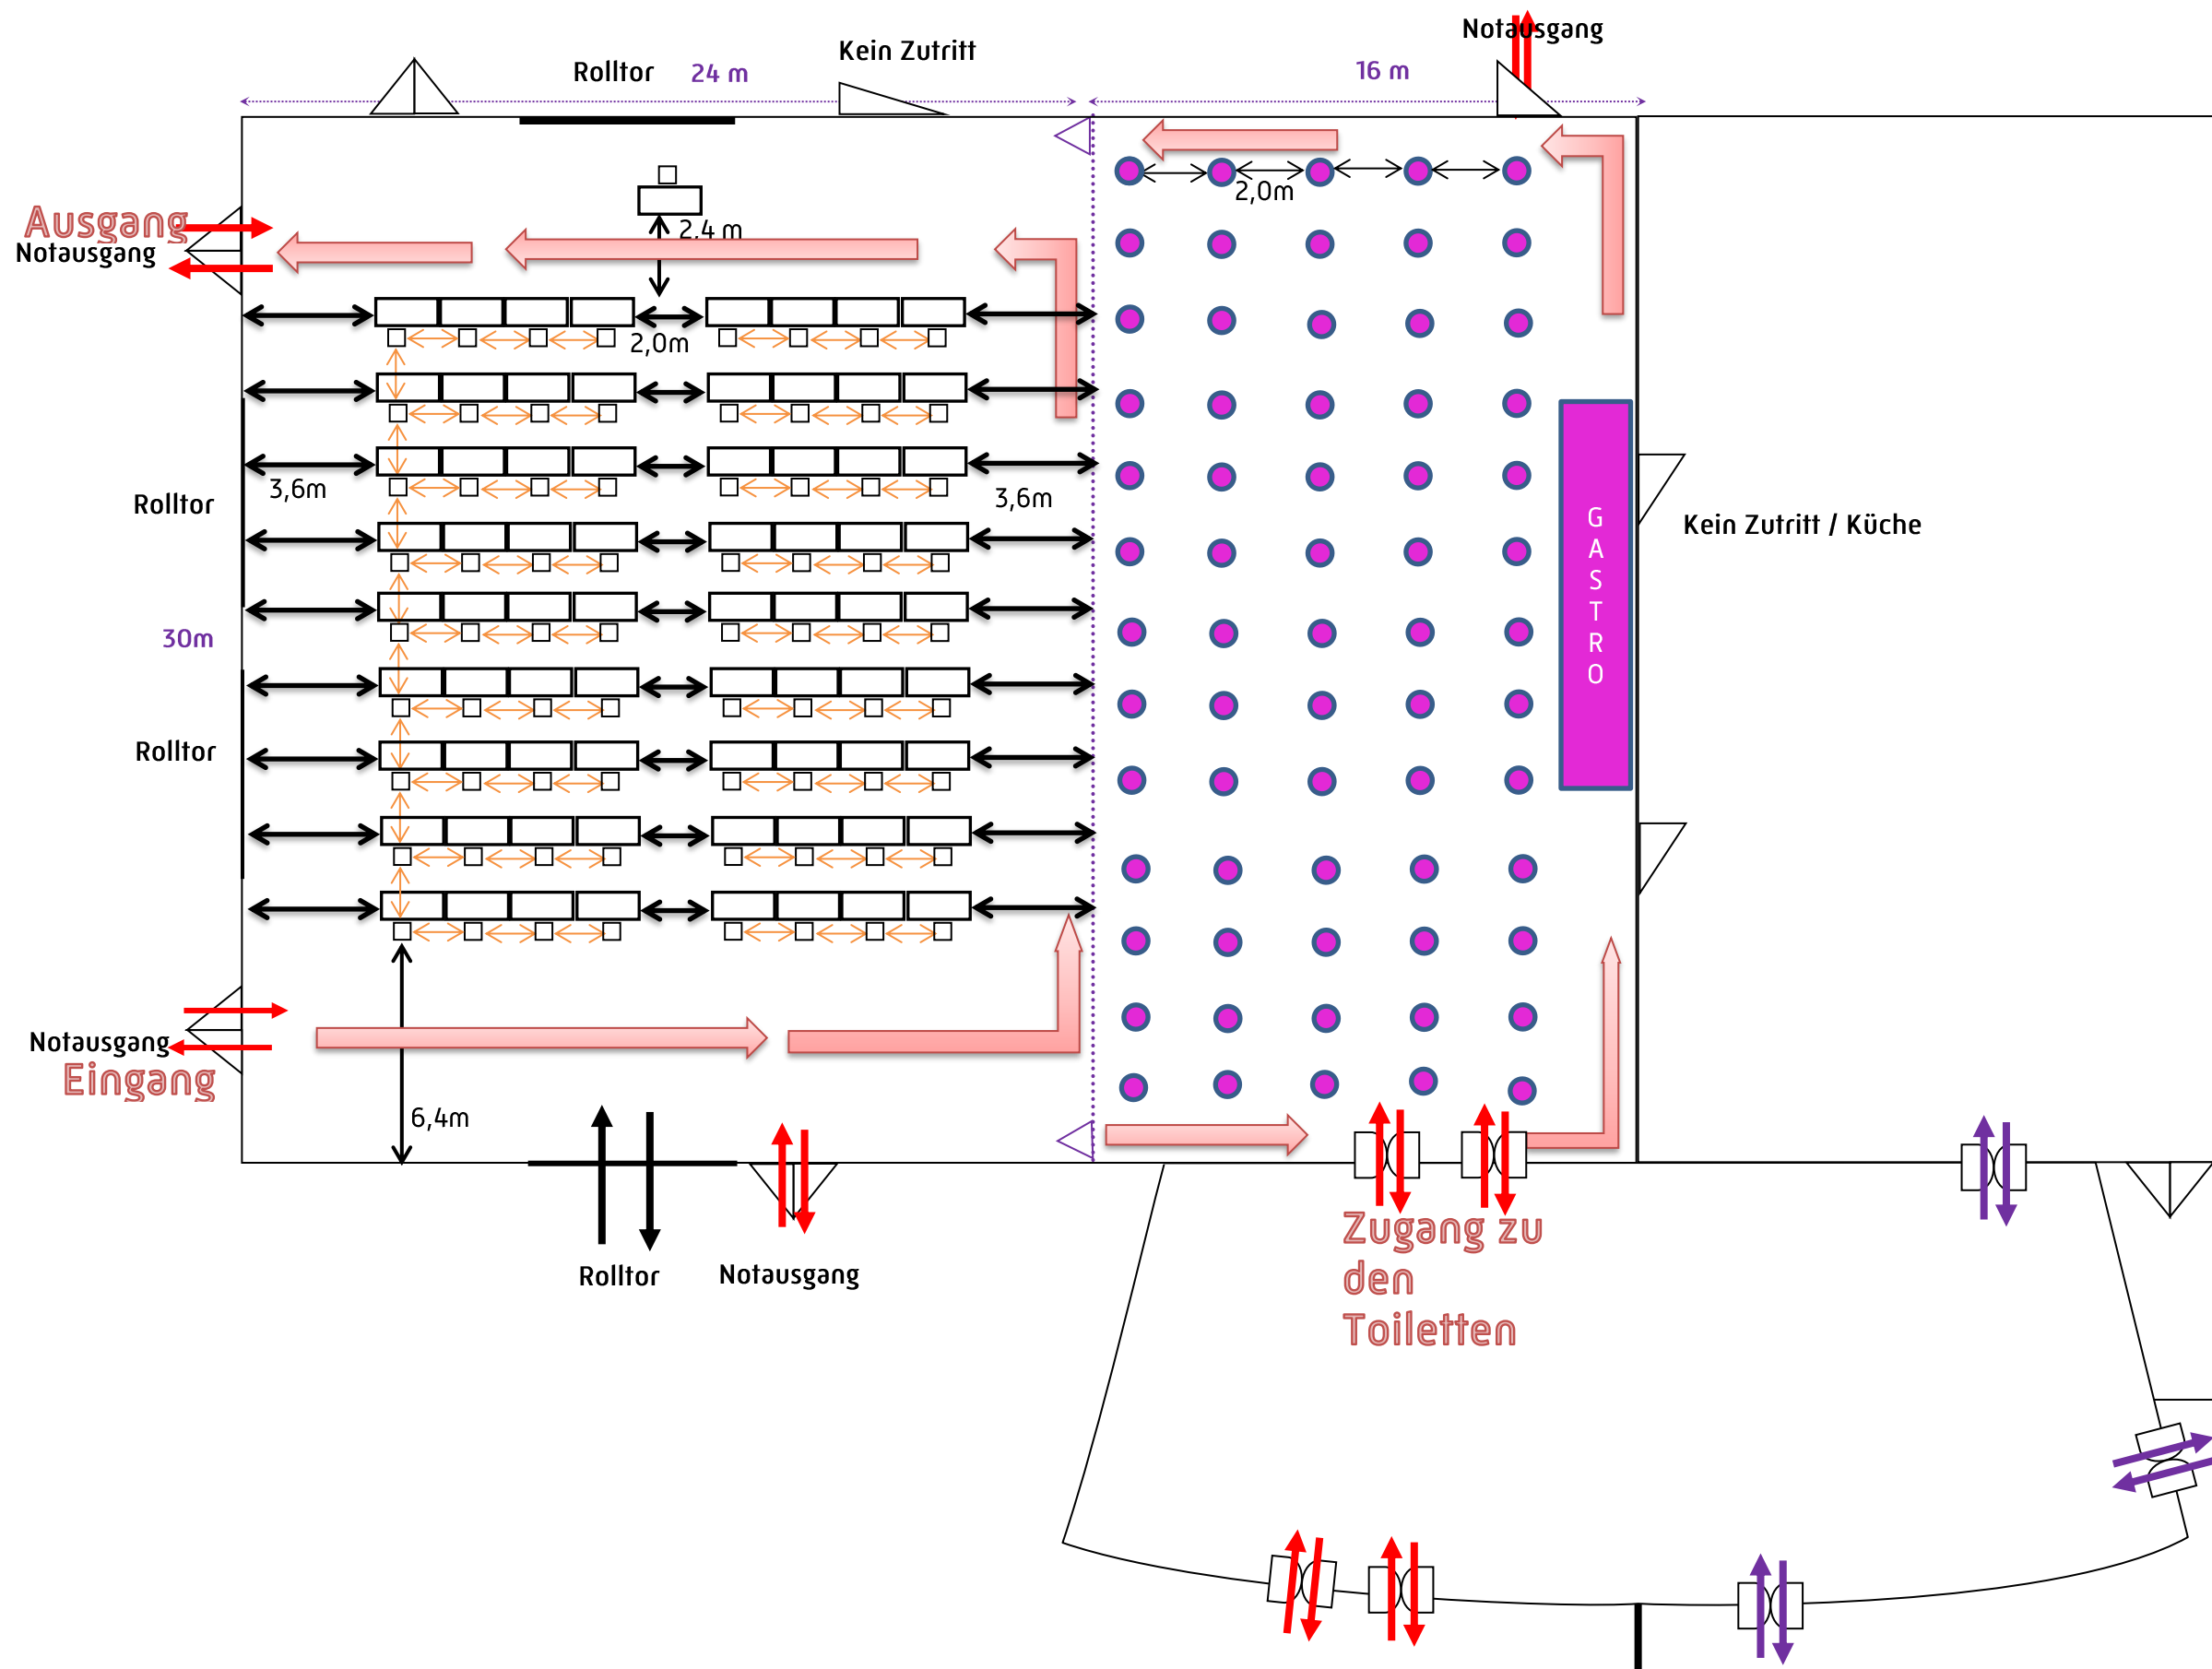 Notausgang
Kein Zutritt
Rolltor
24 m
16 m
2,0m
Ausgang
Notausgang
2,4 m
2,0m
3,6m
3,6m
Rolltor
GASTRO
Kein Zutritt / Küche
30m
Rolltor
Notausgang
Eingang
6,4m
Zugang zu
den
Toiletten
Rolltor
Notausgang